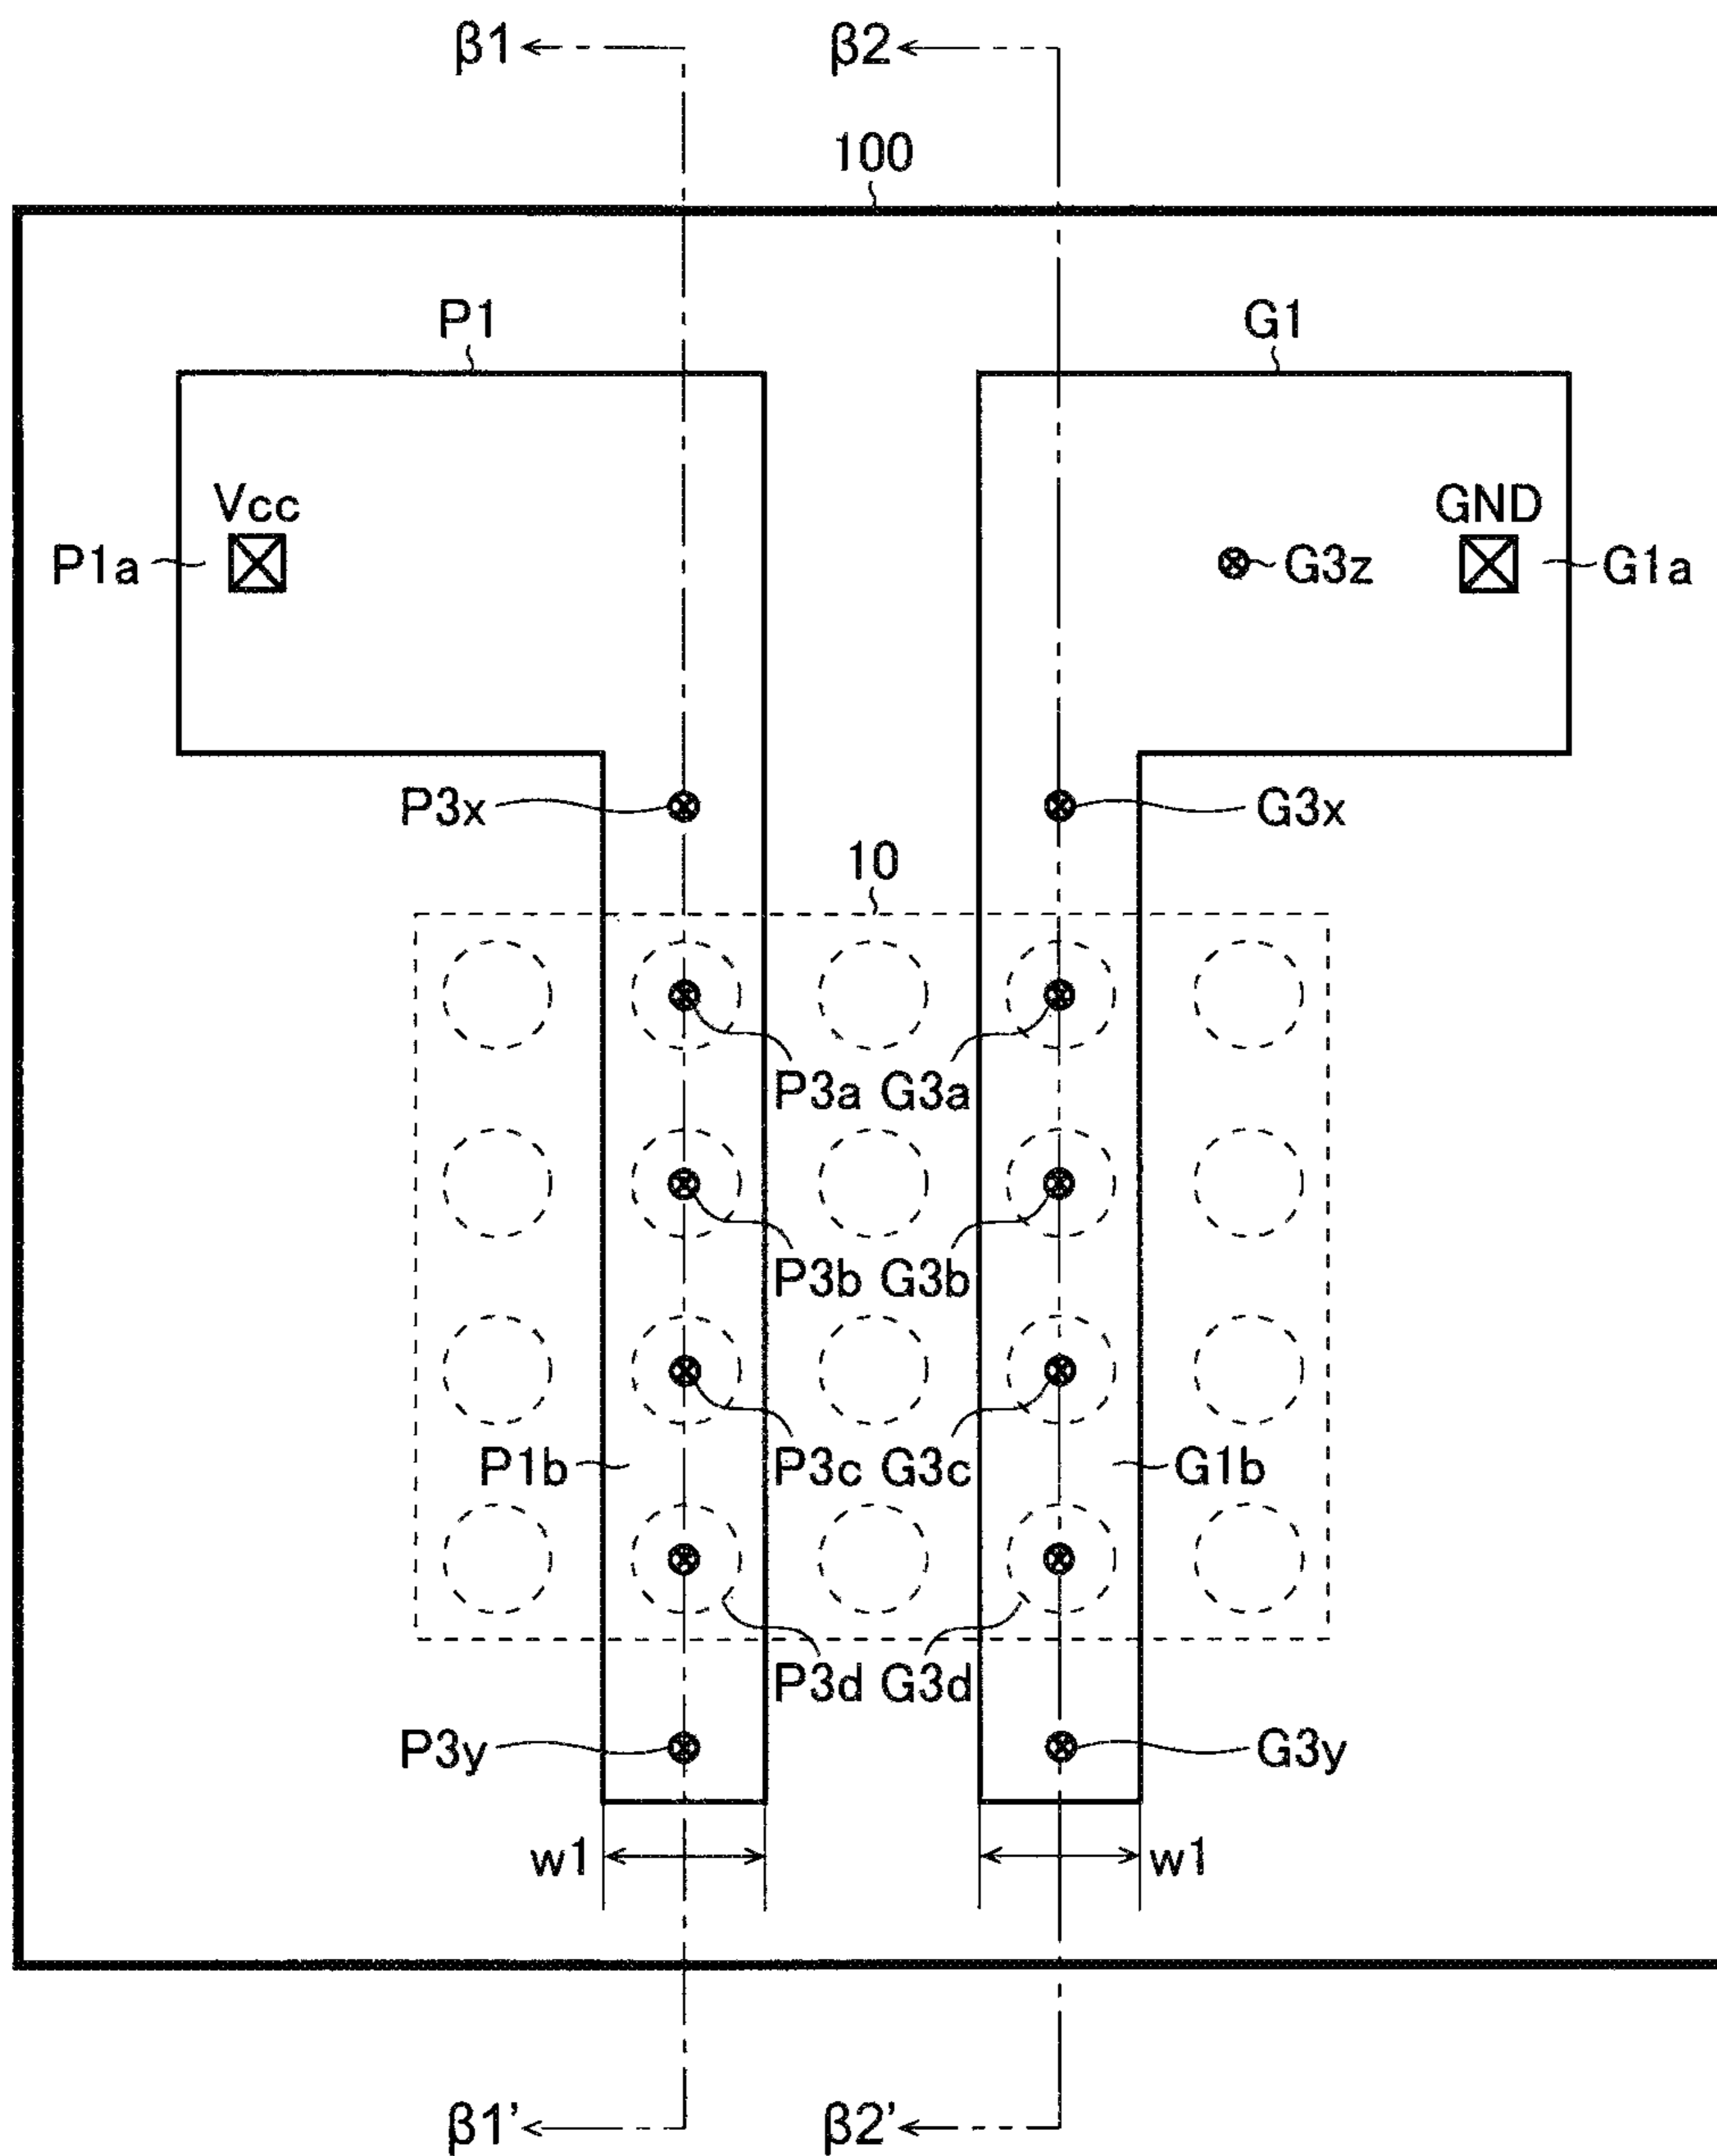 β1 β2
100
P1 G1
Vcc GND
P1a G3z G1a
P3x G3x
10
P3a G3a
P3b G3b
P1b P3c G3c G1b
P3d G3d
P3y G3y
w1 w1
β1’ β2’